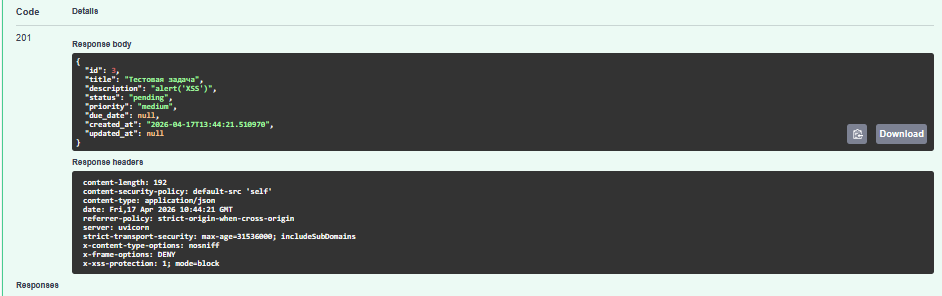 Code Details
201
Response body
{
"id": 3,
"title": "Тестовая задача",
"description": "alert('XSS')",
"status": "pending",
"priority": "medium",
"due_date": null,
"created_at": "2026-04-17T13:44:21.510970",
"updated_at": null
}
Download
Response headers
content-length: 192
content-security-policy: default-src 'self'
content-type: application/json
date: Fri,17 Apr 2026 10:44:21 GMT
referrer-policy: strict-origin-when-cross-origin
server: uvicorn
strict-transport-security: max-age=31536000; includeSubDomains
x-content-type-options: nosniff
x-frame-options: DENY
x-xss-protection: 1; mode=block
Responses